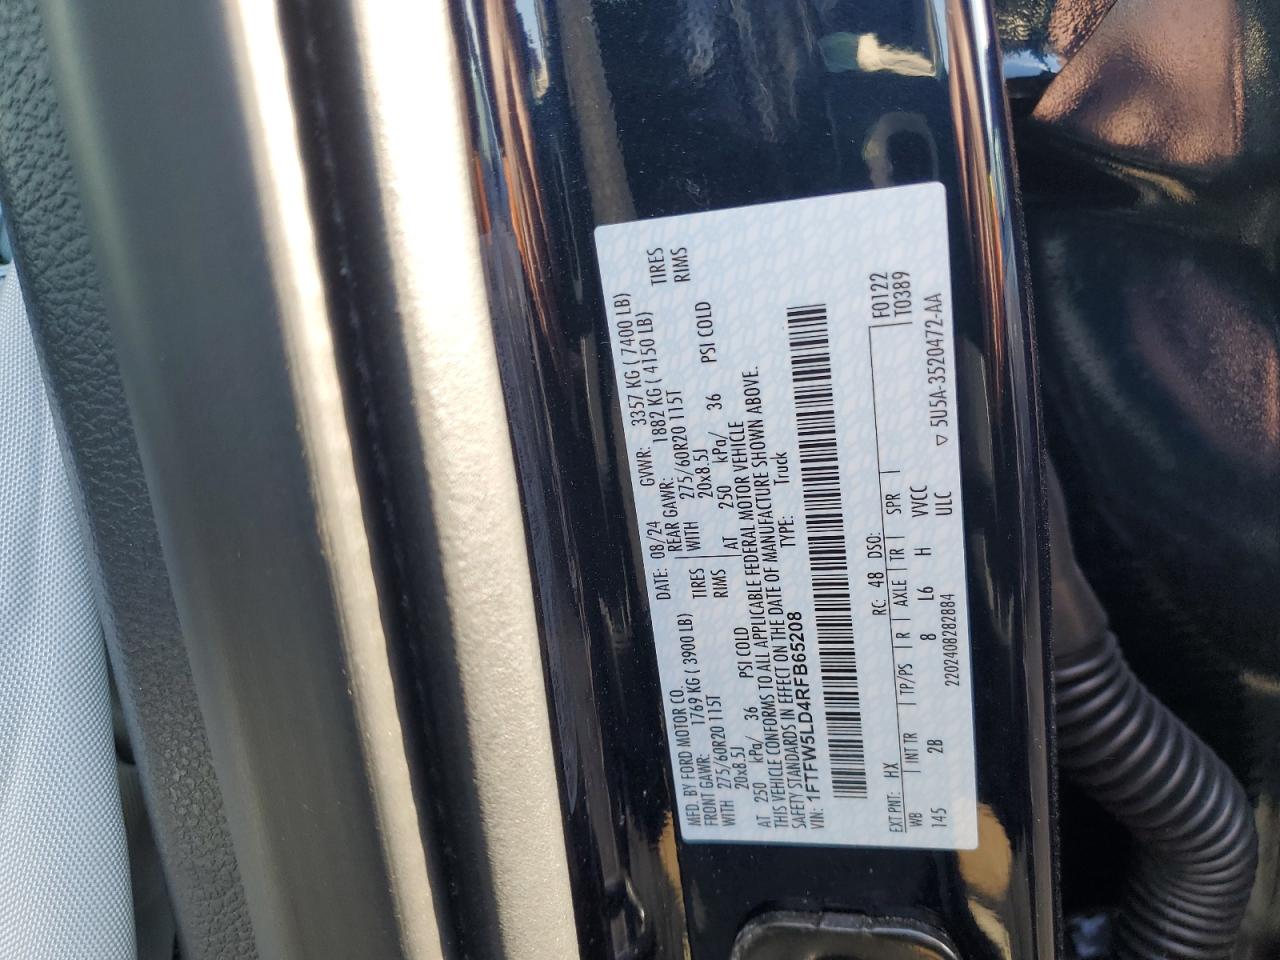 MFD. BY FORD MOTOR CO. DATE: 08/24 GVWR: 3357 KG ( 7400 LB)
FRONT GAWR: 1769 KG ( 3900 LB) REAR GAWR: 1882 KG ( 4150 LB)
WITH 275/60R20 115T TIRES WITH 275/60R20 115T TIRES
20x8.5J RIMS 20x8.5J RIMS
AT 250 kPa/ 36 PSI COLD AT 250 kPa/ 36 PSI COLD
THIS VEHICLE CONFORMS TO ALL APPLICABLE FEDERAL MOTOR VEHICLE
SAFETY STANDARDS IN EFFECT ON THE DATE OF MANUFACTURE SHOWN ABOVE.
VIN: 1FTFW5LD4RFB65208 TYPE: Truck
EXT PNT: HX RC: 48 DSO: F0122
WB INT TR TP/PS R AXLE TR SPR T0389
145 2B 8 L6 H VVCC
2202408282884 ULC ▽ 5U5A-3520472-AA